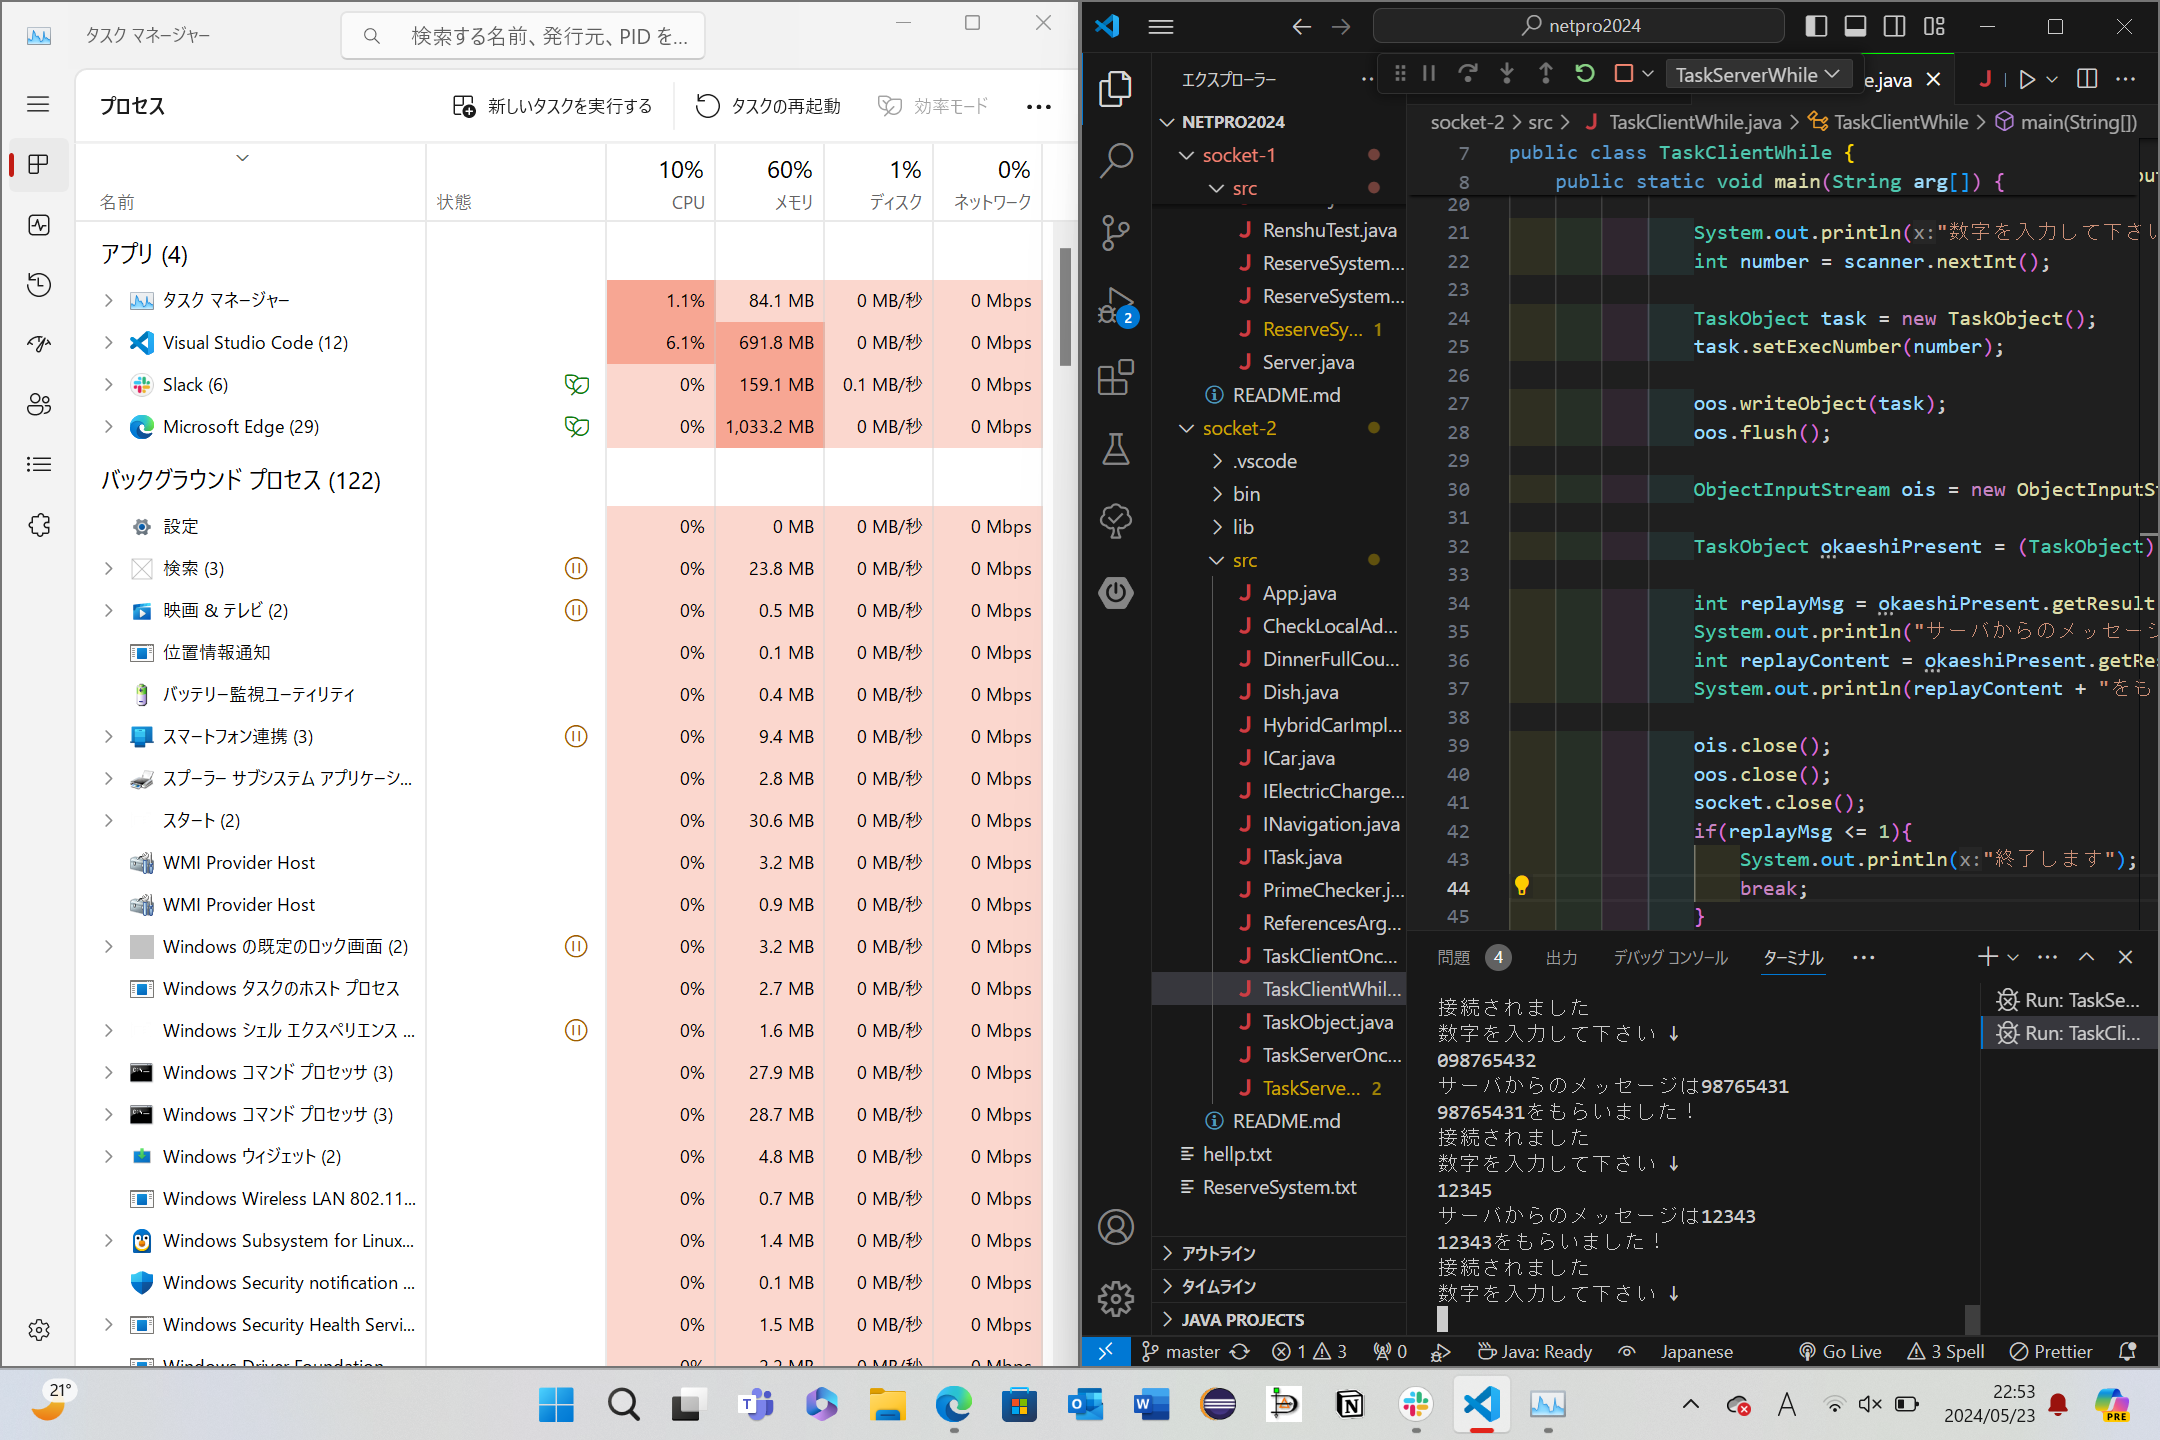 タスク マネージャー
検索する名前、発行元、PID を...
プロセス
新しいタスクを実行する
タスクの再起動
効率モード
名前
状態
10% CPU
60% メモリ
1% ディスク
0% ネットワーク
アプリ (4)
タスク マネージャー 1.1% 84.1 MB 0 MB/秒 0 Mbps
Visual Studio Code (12) 6.1% 691.8 MB 0 MB/秒 0 Mbps
Slack (6) 0% 159.1 MB 0.1 MB/秒 0 Mbps
Microsoft Edge (29) 0% 1,033.2 MB 0 MB/秒 0 Mbps
バックグラウンド プロセス (122)
設定 0% 0 MB 0 MB/秒 0 Mbps
検索 (3) 0% 23.8 MB 0 MB/秒 0 Mbps
映画 & テレビ (2) 0% 0.5 MB 0 MB/秒 0 Mbps
位置情報通知 0% 0.1 MB 0 MB/秒 0 Mbps
バッテリー監視ユーティリティ 0% 0.4 MB 0 MB/秒 0 Mbps
スマートフォン連携 (3) 0% 9.4 MB 0 MB/秒 0 Mbps
スプーラー サブシステム アプリケーシ... 0% 2.8 MB 0 MB/秒 0 Mbps
スタート (2) 0% 30.6 MB 0 MB/秒 0 Mbps
WMI Provider Host 0% 3.2 MB 0 MB/秒 0 Mbps
WMI Provider Host 0% 0.9 MB 0 MB/秒 0 Mbps
Windows の既定のロック画面 (2) 0% 3.2 MB 0 MB/秒 0 Mbps
Windows タスクのホスト プロセス 0% 2.7 MB 0 MB/秒 0 Mbps
Windows シェル エクスペリエンス ... 0% 1.6 MB 0 MB/秒 0 Mbps
Windows コマンド プロセッサ (3) 0% 27.9 MB 0 MB/秒 0 Mbps
Windows コマンド プロセッサ (3) 0% 28.7 MB 0 MB/秒 0 Mbps
Windows ウィジェット (2) 0% 4.8 MB 0 MB/秒 0 Mbps
Windows Wireless LAN 802.11... 0% 0.7 MB 0 MB/秒 0 Mbps
Windows Subsystem for Linux... 0% 1.4 MB 0 MB/秒 0 Mbps
Windows Security notification ... 0% 0.1 MB 0 MB/秒 0 Mbps
Windows Security Health Servi... 0% 1.5 MB 0 MB/秒 0 Mbps
netpro2024
エクスプローラー
TaskServerWhile
e.java
NETPRO2024
socket-1
src
RenshuTest.java
ReserveSystem...
ReserveSystem...
ReserveSy... 1
Server.java
README.md
socket-2
.vscode
bin
lib
src
App.java
CheckLocalAd...
DinnerFullCou...
Dish.java
HybridCarImpl...
ICar.java
IElectricCharge...
INavigation.java
ITask.java
PrimeChecker.j...
ReferencesArg...
TaskClientOnc...
TaskClientWhil...
TaskObject.java
TaskServerOnc...
TaskServe... 2
README.md
hellp.txt
ReserveSystem.txt
アウトライン
タイムライン
JAVA PROJECTS
2
socket-2 > src > TaskClientWhile.java > TaskClientWhile > main(String[])
7 public class TaskClientWhile {
8 public static void main(String arg[]) {
20
21 System.out.println(x:"数字を入力して下さい
22 int number = scanner.nextInt();
23
24 TaskObject task = new TaskObject();
25 task.setExecNumber(number);
26
27 oos.writeObject(task);
28 oos.flush();
29
30 ObjectInputStream ois = new ObjectInputSt
31
32 TaskObject okaeshiPresent = (TaskObject)
33
34 int replayMsg = okaeshiPresent.getResult
35 System.out.println("サーバからのメッセージ
36 int replayContent = okaeshiPresent.getRes
37 System.out.println(replayContent + "をも
38
39 ois.close();
40 oos.close();
41 socket.close();
42 if(replayMsg <= 1){
43 System.out.println(x:"終了します");
44 break;
45 }
問題 4 出力 デバッグ コンソール ターミナル
接続されました
数字を入力して下さい ↓
098765432
サーバからのメッセージは98765431
98765431をもらいました！
接続されました
数字を入力して下さい ↓
12345
サーバからのメッセージは12343
12343をもらいました！
接続されました
数字を入力して下さい ↓
Run: TaskSe...
Run: TaskCli...
master 1 3 0 Java: Ready Japanese Go Live 3 Spell Prettier
21°
A
22:53
2024/05/23
PRE